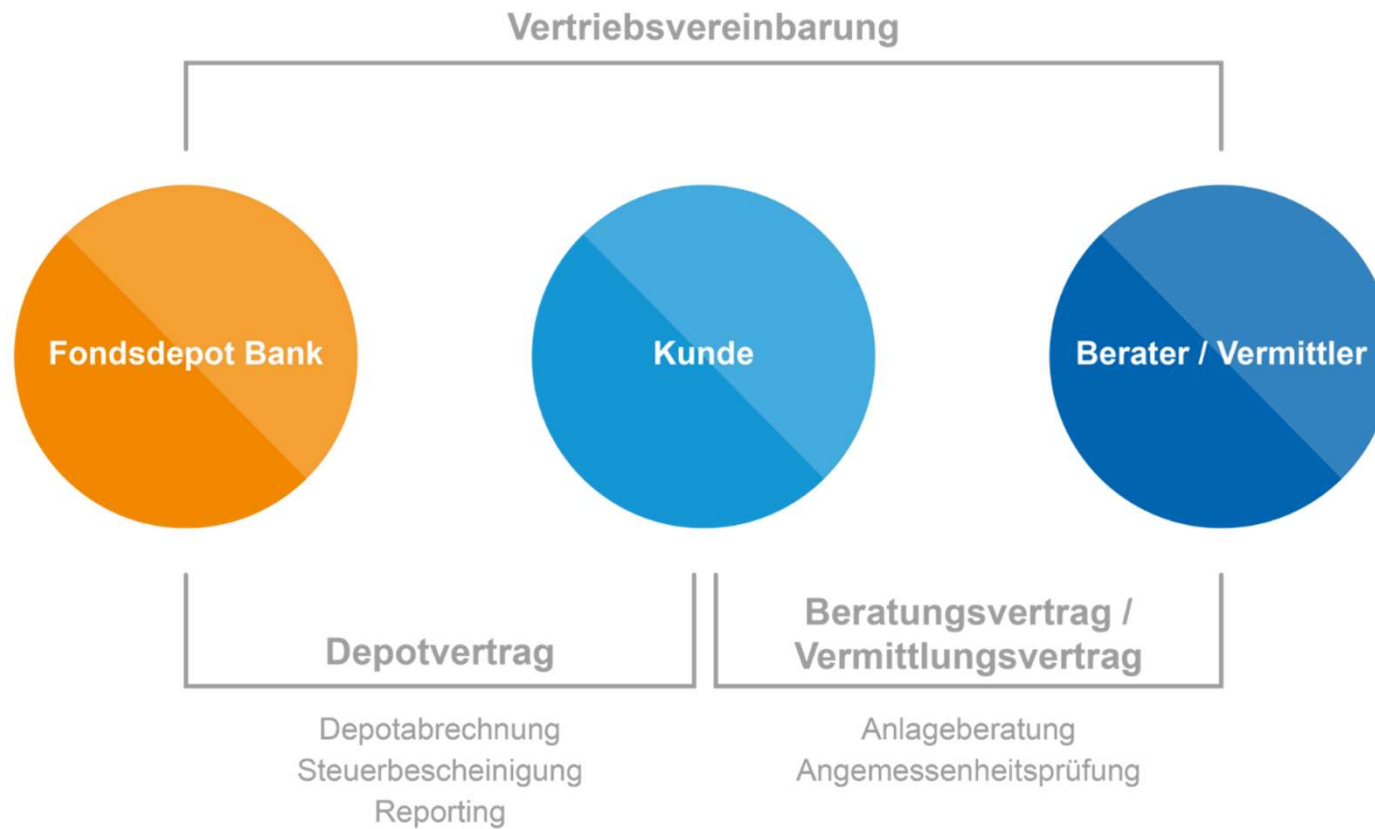 Vertriebsvereinbarung
Fondsdepot Bank
Kunde
Berater / Vermittler
Depotvertrag
Beratungsvertrag /
Vermittlungsvertrag
Depotabrechnung
Steuerbescheinigung
Reporting
Anlageberatung
Angemessenheitsprüfung